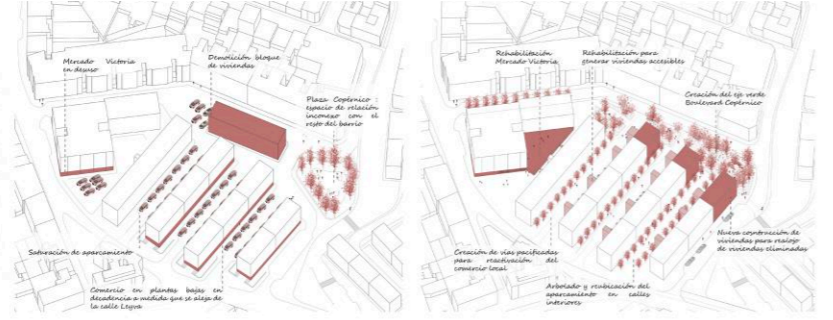 Mercado Victoria
en desuso
Demolición bloque
de viviendas
Plaza Copérnico :
espacio de relación
inconexo con el
resto del barrio
Saturación de aparcamiento
Comercio en plantas bajas en
decadencia a medida que se aleja de
la calle Leyva
Rehabilitación
Mercado Victoria
Rehabilitación para
generar viviendas accesibles
Creación del eje verde
Boulevard Copérnico
Creación de vías pacificadas
para reactivación del
comercio local
Arbolado y reubicación del
aparcamiento en calles
interiores
Nueva cosntrucción de
viviendas para realojo
de viviendas eliminadas